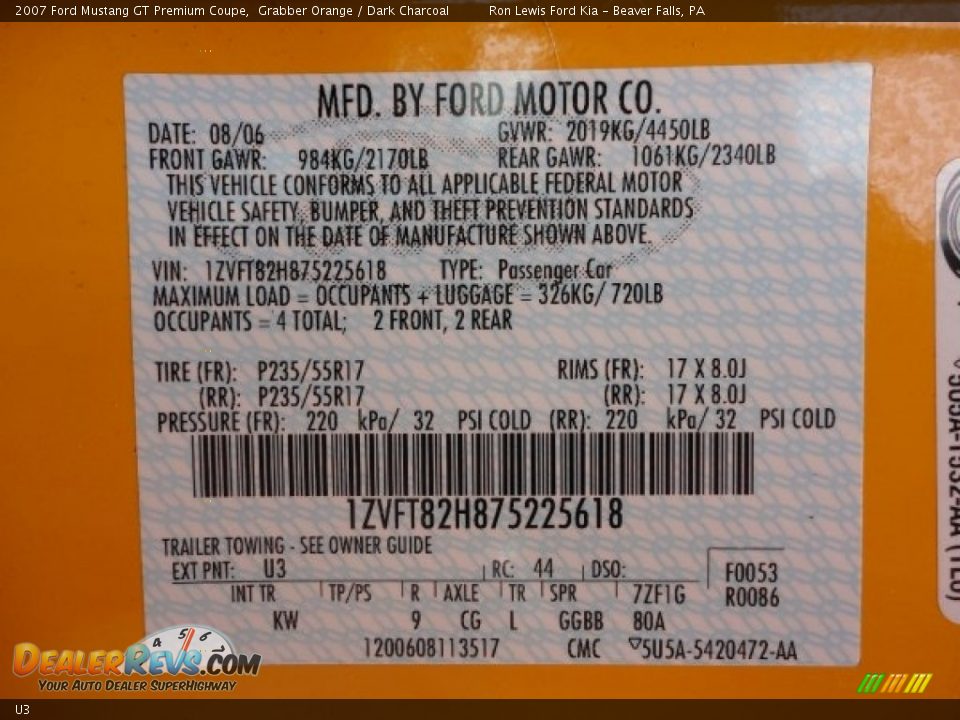 2007 Ford Mustang GT Premium Coupe, Grabber Orange / Dark Charcoal Ron Lewis Ford Kia - Beaver Falls, PA
MFD. BY FORD MOTOR CO.
DATE: 08/06 GVWR: 2019KG/4450LB
FRONT GAWR: 984KG/2170LB REAR GAWR: 1061KG/2340LB
THIS VEHICLE CONFORMS TO ALL APPLICABLE FEDERAL MOTOR
VEHICLE SAFETY, BUMPER, AND THEFT PREVENTION STANDARDS
IN EFFECT ON THE DATE OF MANUFACTURE SHOWN ABOVE.
VIN: 1ZVFT82H875225618 TYPE: Passenger Car
MAXIMUM LOAD = OCCUPANTS + LUGGAGE = 326KG/ 720LB
OCCUPANTS = 4 TOTAL; 2 FRONT, 2 REAR
TIRE (FR): P235/55R17 RIMS (FR): 17 X 8.0J
(RR): P235/55R17 (RR): 17 X 8.0J
PRESSURE (FR): 220 kPa/ 32 PSI COLD (RR): 220 kPa/ 32 PSI COLD
1ZVFT82H875225618
TRAILER TOWING - SEE OWNER GUIDE
EXT PNT: U3 RC: 44 DSO: F0053
INT TR TP/PS R AXLE TR SPR 7ZF1G R0086
KW 9 CG L GGBB 80A
1200608113517 CMC 5U5A-5420472-AA
4 5 6
DEALERREVS.COM
YOUR AUTO DEALER SUPERHIGHWAY
U3